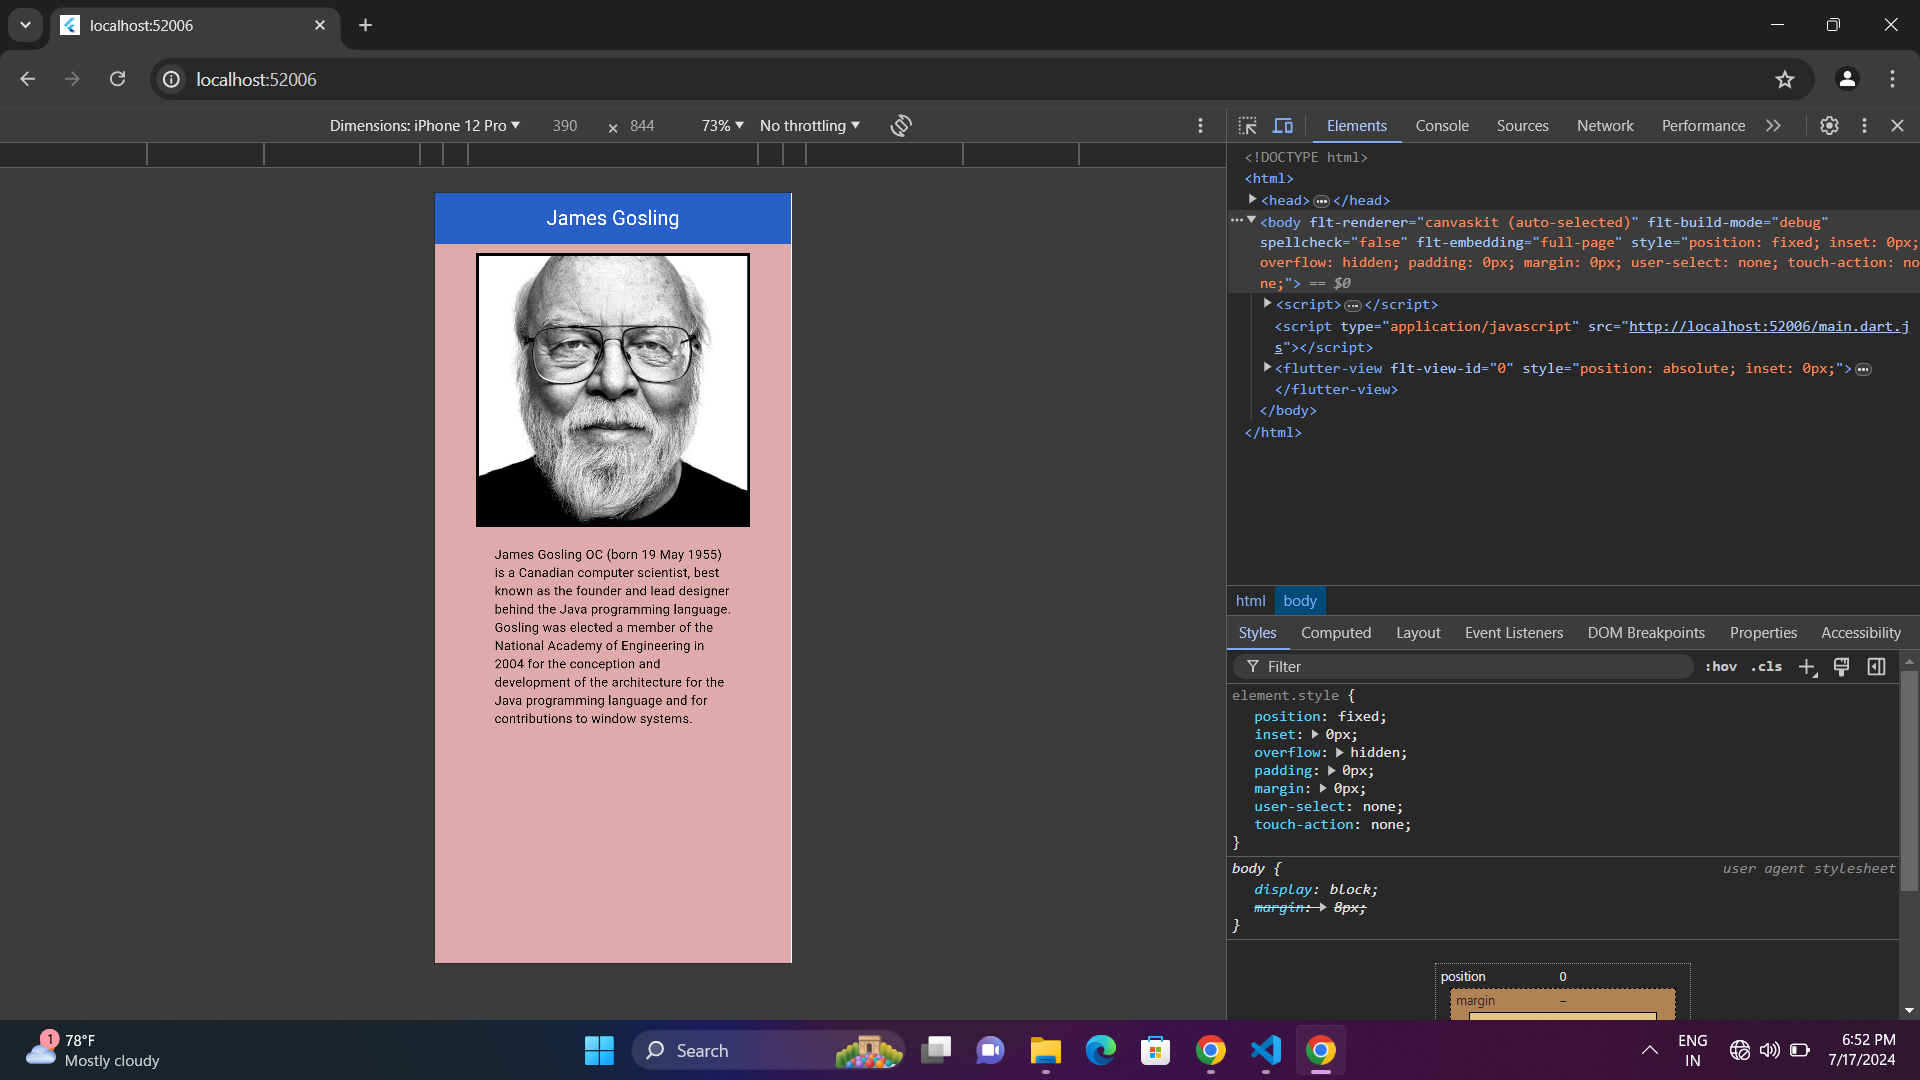 localhost:52006
localhost:52006
Dimensions: iPhone 12 Pro 390 × 844 73% No throttling
Elements Console Sources Network Performance
James Gosling
James Gosling OC (born 19 May 1955)
is a Canadian computer scientist, best
known as the founder and lead designer
behind the Java programming language.
Gosling was elected a member of the
National Academy of Engineering in
2004 for the conception and
development of the architecture for the
Java programming language and for
contributions to window systems.
<!DOCTYPE html>
<html>
<head> … </head>
<body flt-renderer="canvaskit (auto-selected)" flt-build-mode="debug"
spellcheck="false" flt-embedding="full-page" style="position: fixed; inset: 0px;
overflow: hidden; padding: 0px; margin: 0px; user-select: none; touch-action: no
ne;"> == $0
<script> … </script>
<script type="application/javascript" src="http://localhost:52006/main.dart.j
s"></script>
<flutter-view flt-view-id="0" style="position: absolute; inset: 0px;"> …
</flutter-view>
</body>
</html>
html body
Styles Computed Layout Event Listeners DOM Breakpoints Properties Accessibility
Filter :hov .cls
element.style {
position: fixed;
inset: 0px;
overflow: hidden;
padding: 0px;
margin: 0px;
user-select: none;
touch-action: none;
}
body { user agent stylesheet
display: block;
margin: 8px;
}
position 0
margin –
1 78°F
Mostly cloudy
Search
ENG
IN
6:52 PM
7/17/2024